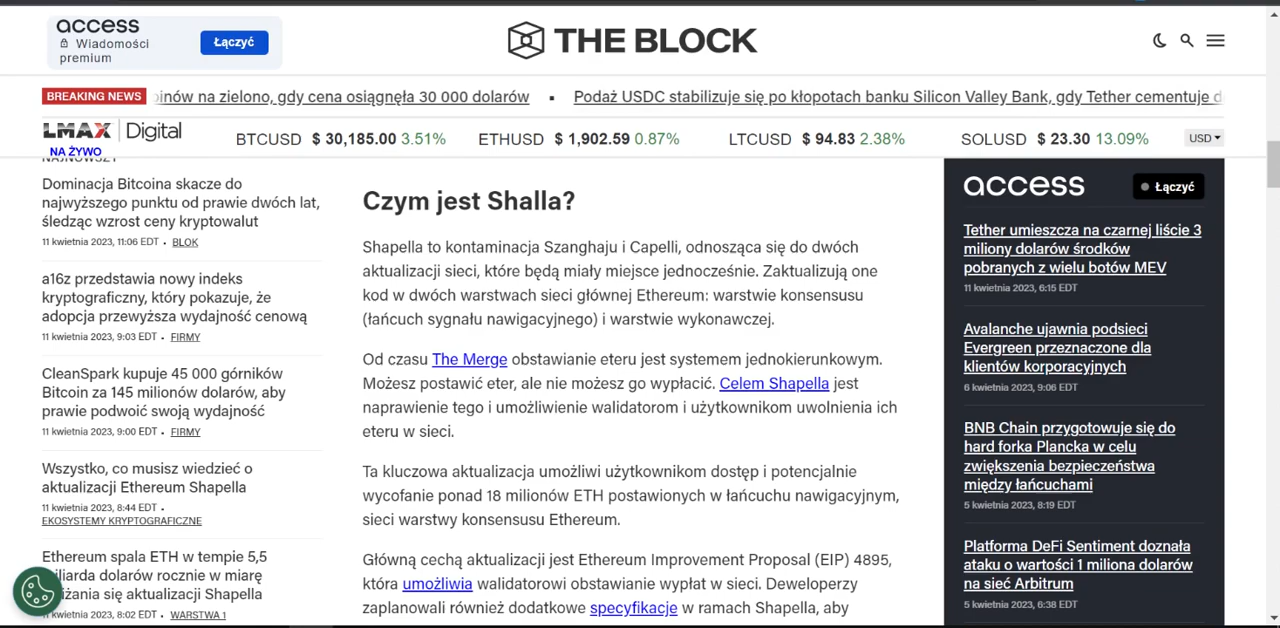 access
Wiadomości
premium
Łączyć
THE BLOCK
BREAKING NEWS
inów na zielono, gdy cena osiągnęła 30 000 dolarów ▪ Podaż USDC stabilizuje się po kłopotach banku Silicon Valley Bank, gdy Tether cementuje
LMAX Digital
NA ŻYWO
BTCUSD $ 30,185.00 3.51%
ETHUSD $ 1,902.59 0.87%
LTCUSD $ 94.83 2.38%
SOLUSD $ 23.30 13.09%
USD
NAJNOWSZY
Dominacja Bitcoina skacze do
najwyższego punktu od prawie dwóch lat,
śledząc wzrost ceny kryptowalut
11 kwietnia 2023, 11:06 EDT • BLOK
a16z przedstawia nowy indeks
kryptograficzny, który pokazuje, że
adopcja przewyższa wydajność cenową
11 kwietnia 2023, 9:03 EDT • FIRMY
CleanSpark kupuje 45 000 górników
Bitcoin za 145 milionów dolarów, aby
prawie podwoić swoją wydajność
11 kwietnia 2023, 9:00 EDT • FIRMY
Wszystko, co musisz wiedzieć o
aktualizacji Ethereum Shapella
11 kwietnia 2023, 8:44 EDT •
EKOSYSTEMY KRYPTOGRAFICZNE
Ethereum spala ETH w tempie 5,5
iliarda dolarów rocznie w miarę
iżania się aktualizacji Shapella
kwietnia 2023, 8:02 EDT • WARSTWA 1
Czym jest Shalla?
Shapella to kontaminacja Szanghaju i Capelli, odnosząca się do dwóch
aktualizacji sieci, które będą miały miejsce jednocześnie. Zaktualizują one
kod w dwóch warstwach sieci głównej Ethereum: warstwie konsensusu
(łańcuch sygnału nawigacyjnego) i warstwie wykonawczej.
Od czasu The Merge obstawianie eteru jest systemem jednokierunkowym.
Możesz postawić eter, ale nie możesz go wypłacić. Celem Shapella jest
naprawienie tego i umożliwienie walidatorom i użytkownikom uwolnienia ich
eteru w sieci.
Ta kluczowa aktualizacja umożliwi użytkownikom dostęp i potencjalnie
wycofanie ponad 18 milionów ETH postawionych w łańcuchu nawigacyjnym,
sieci warstwy konsensusu Ethereum.
Główną cechą aktualizacji jest Ethereum Improvement Proposal (EIP) 4895,
która umożliwia walidatorowi obstawianie wypłat w sieci. Deweloperzy
zaplanowali również dodatkowe specyfikacje w ramach Shapella, aby
access
Łączyć
Tether umieszcza na czarnej liście 3
miliony dolarów środków
pobranych z wielu botów MEV
11 kwietnia 2023, 6:15 EDT
Avalanche ujawnia podsieci
Evergreen przeznaczone dla
klientów korporacyjnych
6 kwietnia 2023, 9:06 EDT
BNB Chain przygotowuje się do
hard forka Plancka w celu
zwiększenia bezpieczeństwa
między łańcuchami
5 kwietnia 2023, 8:19 EDT
Platforma DeFi Sentiment doznała
ataku o wartości 1 miliona dolarów
na sieć Arbitrum
5 kwietnia 2023, 6:38 EDT